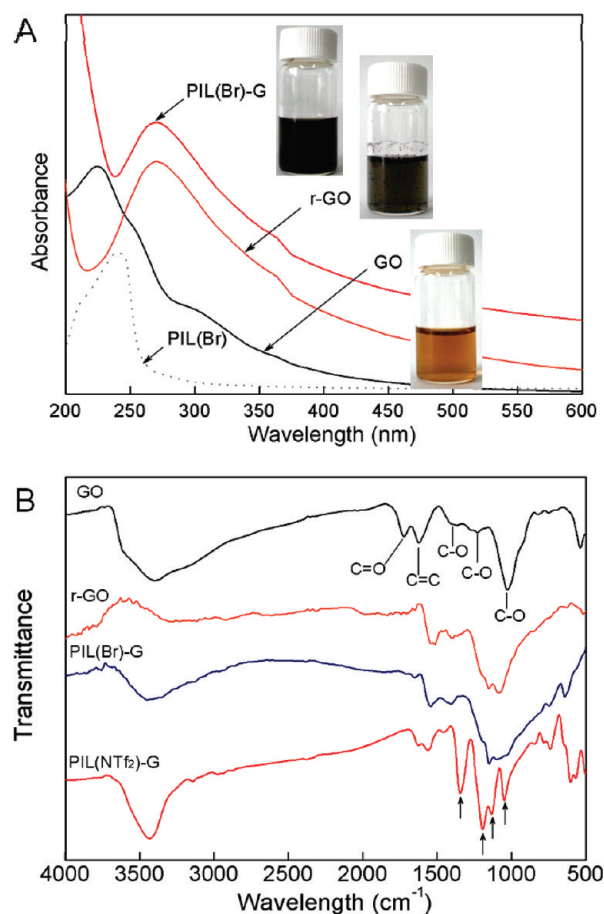 A
Absorbance
PIL(Br)-G
r-GO
GO
PIL(Br)
200 250 300 350 400 450 500 550 600
Wavelength (nm)
B
GO
C=O
C=C
C-O
C-O
C-O
r-GO
PIL(Br)-G
PIL(NTf₂)-G
Transmittance
4000 3500 3000 2500 2000 1500 1000 500
Wavelength (cm⁻¹)